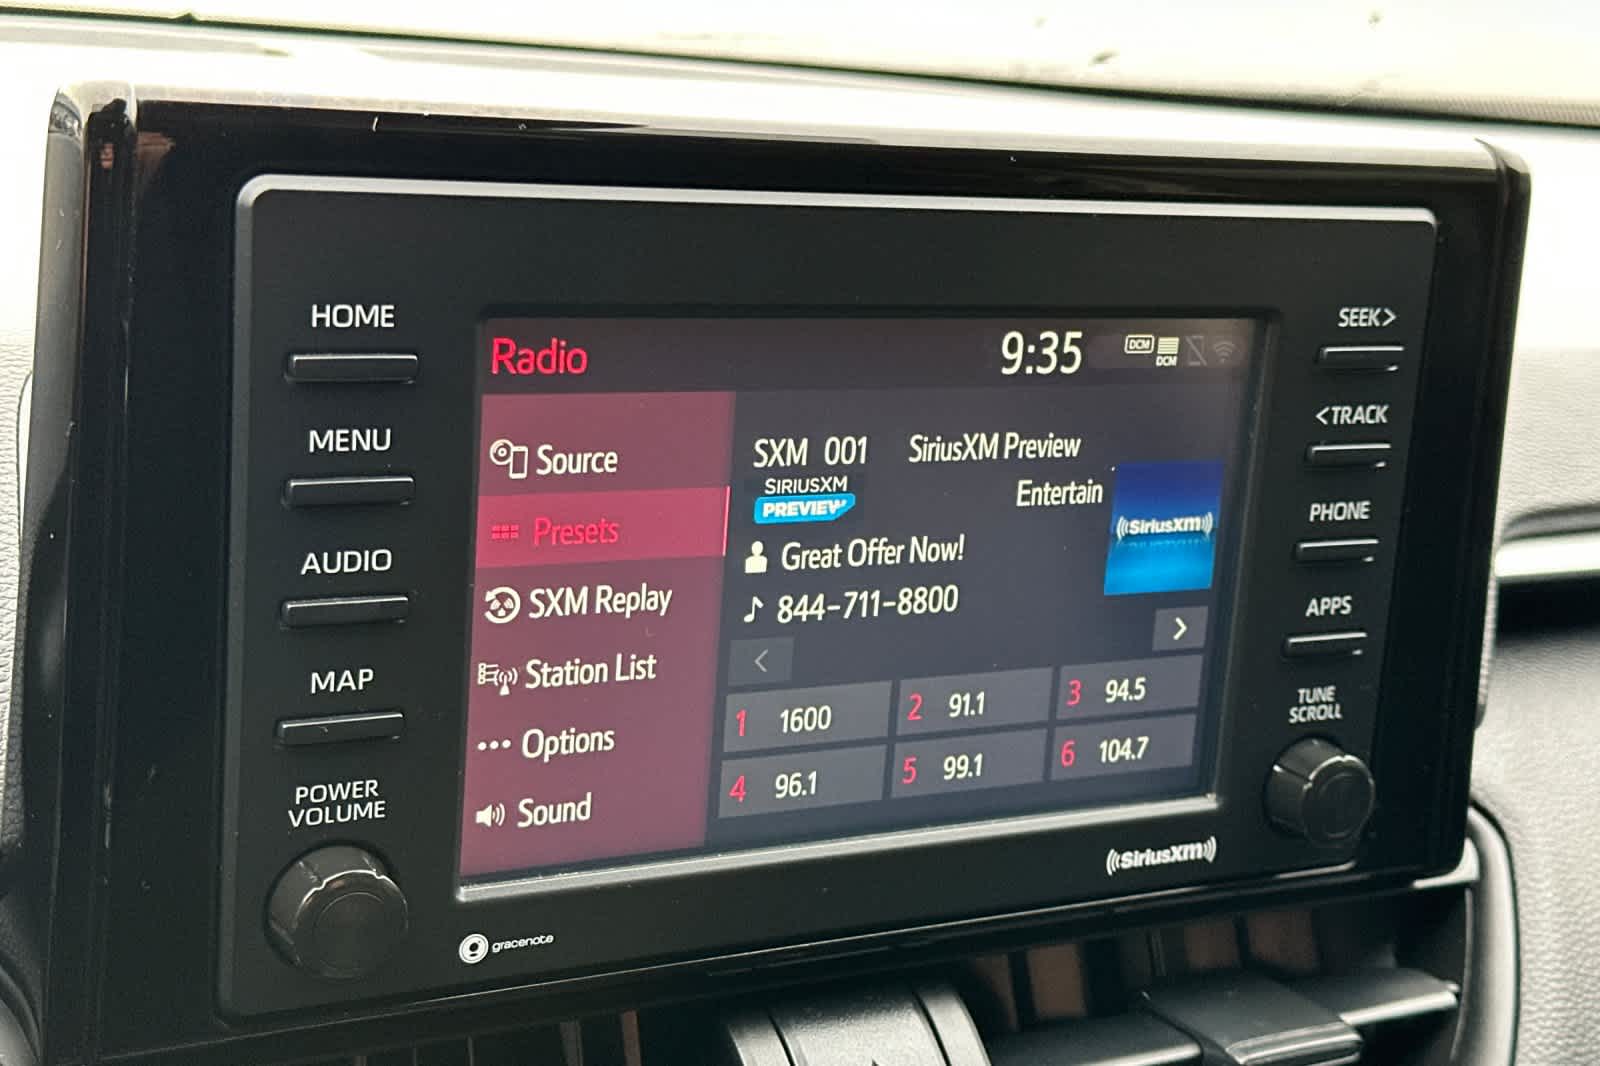 HOME
MENU
AUDIO
MAP
POWER
VOLUME
Radio
9:35
DCM
DCM
Source
Presets
SXM Replay
Station List
Options
Sound
SXM 001 SiriusXM Preview
SIRIUSXM
PREVIEW
Entertain
((SiriusXM))
Great Offer Now!
844-711-8800
<
>
1 1600
2 91.1
3 94.5
4 96.1
5 99.1
6 104.7
SEEK>
<TRACK
PHONE
APPS
TUNE
SCROLL
((SiriusXM))
gracenote